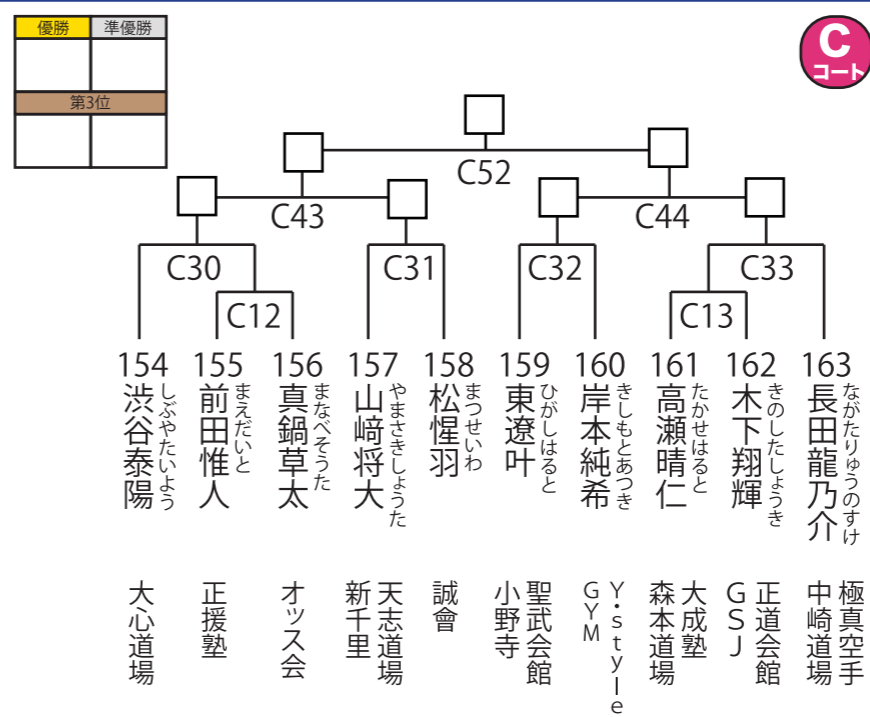 優勝 準優勝
第3位
C
コート
C52
C43 C44
C30 C31 C32 C33
C12 C13
154 155 156 157 158 159 160 161 162 163
しぶやたいよう
渋谷泰陽
大心道場
まえだいと
前田惟人
正援塾
まなべそうた
真鍋草太
オッス会
やまさきしょうた
山﨑将大
天志道場
新千里
まつせいわ
松惺羽
誠會
ひがしはると
東遼叶
聖武会館
小野寺
きしもとあつき
岸本純希
Y・style
GYM
たかせはると
高瀬晴仁
大成塾
森本道場
きのしたしょうき
木下翔輝
正道会館
GSJ
ながたりゅうのすけ
長田龍乃介
極真空手
中崎道場